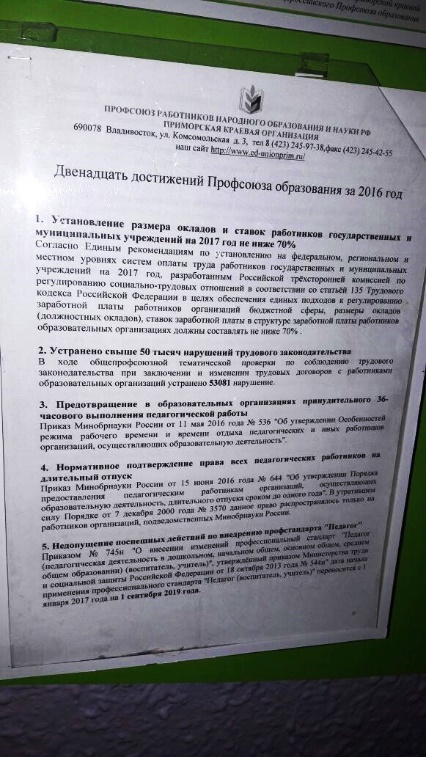 Профсоюза образования
ПРОФСОЮЗ РАБОТНИКОВ НАРОДНОГО ОБРАЗОВАНИЯ И НАУКИ РФ
ПРИМОРСКАЯ КРАЕВАЯ ОРГАНИЗАЦИЯ
690078 Владивосток, ул. Комсомольская д. 3, тел 8 (423) 245-97-38,факс (423) 245-42-55
наш сайт http://www.ed-unionprim.ru/
Двенадцать достижений Профсоюза образования за 2016 год
1. Установление размера окладов и ставок работников государственных и
муниципальных учреждений на 2017 год не ниже 70%
Согласно Единым рекомендациям по установлению на федеральном, региональном и
местном уровнях систем оплаты труда работников государственных и муниципальных
учреждений на 2017 год, разработанным Российской трёхсторонней комиссией по
регулированию социально-трудовых отношений в соответствии со статьёй 135 Трудового
кодекса Российской Федерации в целях обеспечения единых подходов к регулированию
заработной платы работников организаций бюджетной сферы, размеры окладов
(должностных окладов), ставок заработной платы в структуре заработной платы работников
образовательных организациях должны составлять не ниже 70% .
2. Устранено свыше 50 тысяч нарушений трудового законодательства
В ходе общепрофсоюзной тематической проверки по соблюдению трудового
законодательства при заключении и изменении трудовых договоров с работниками
образовательных организаций устранено 53081 нарушение.
3. Предотвращение в образовательных организациях принудительного 36-
часового выполнения педагогической работы
Приказ Минобрнауки России от 11 мая 2016 года № 536 "Об утверждении Особенностей
режима рабочего времени и времени отдыха педагогических и иных работников
организаций, осуществляющих образовательную деятельность".
4. Нормативное подтверждение права всех педагогических работников на
длительный отпуск
Приказ Минобрнауки России от 15 июня 2016 года № 644 "Об утверждении Порядка
предоставления педагогическим работникам организаций, осуществляющих
образовательную деятельность, длительного отпуска сроком до одного года". В утратившим
силу Порядке от 7 декабря 2000 года № 3570 данное право распространялось только на
работников организаций, подведомственных Минобрнауки России.
5. Недопущение поспешных действий по внедрению профстандарта "Педагог"
Приказом № 745н "О внесении изменений профессиональный стандарт "Педагог
(педагогическая деятельность в дошкольном, начальном общем, основном общем, среднем
общем образовании) (воспитатель, учитель)", утверждённый приказом Министерства труда
и социальной защиты Российской Федерации от 18 октября 2013 года № 544н" дата начала
применения профессионального стандарта "Педагог (воспитатель, учитель)" переносится с 1
января 2017 года на 1 сентября 2019 года.